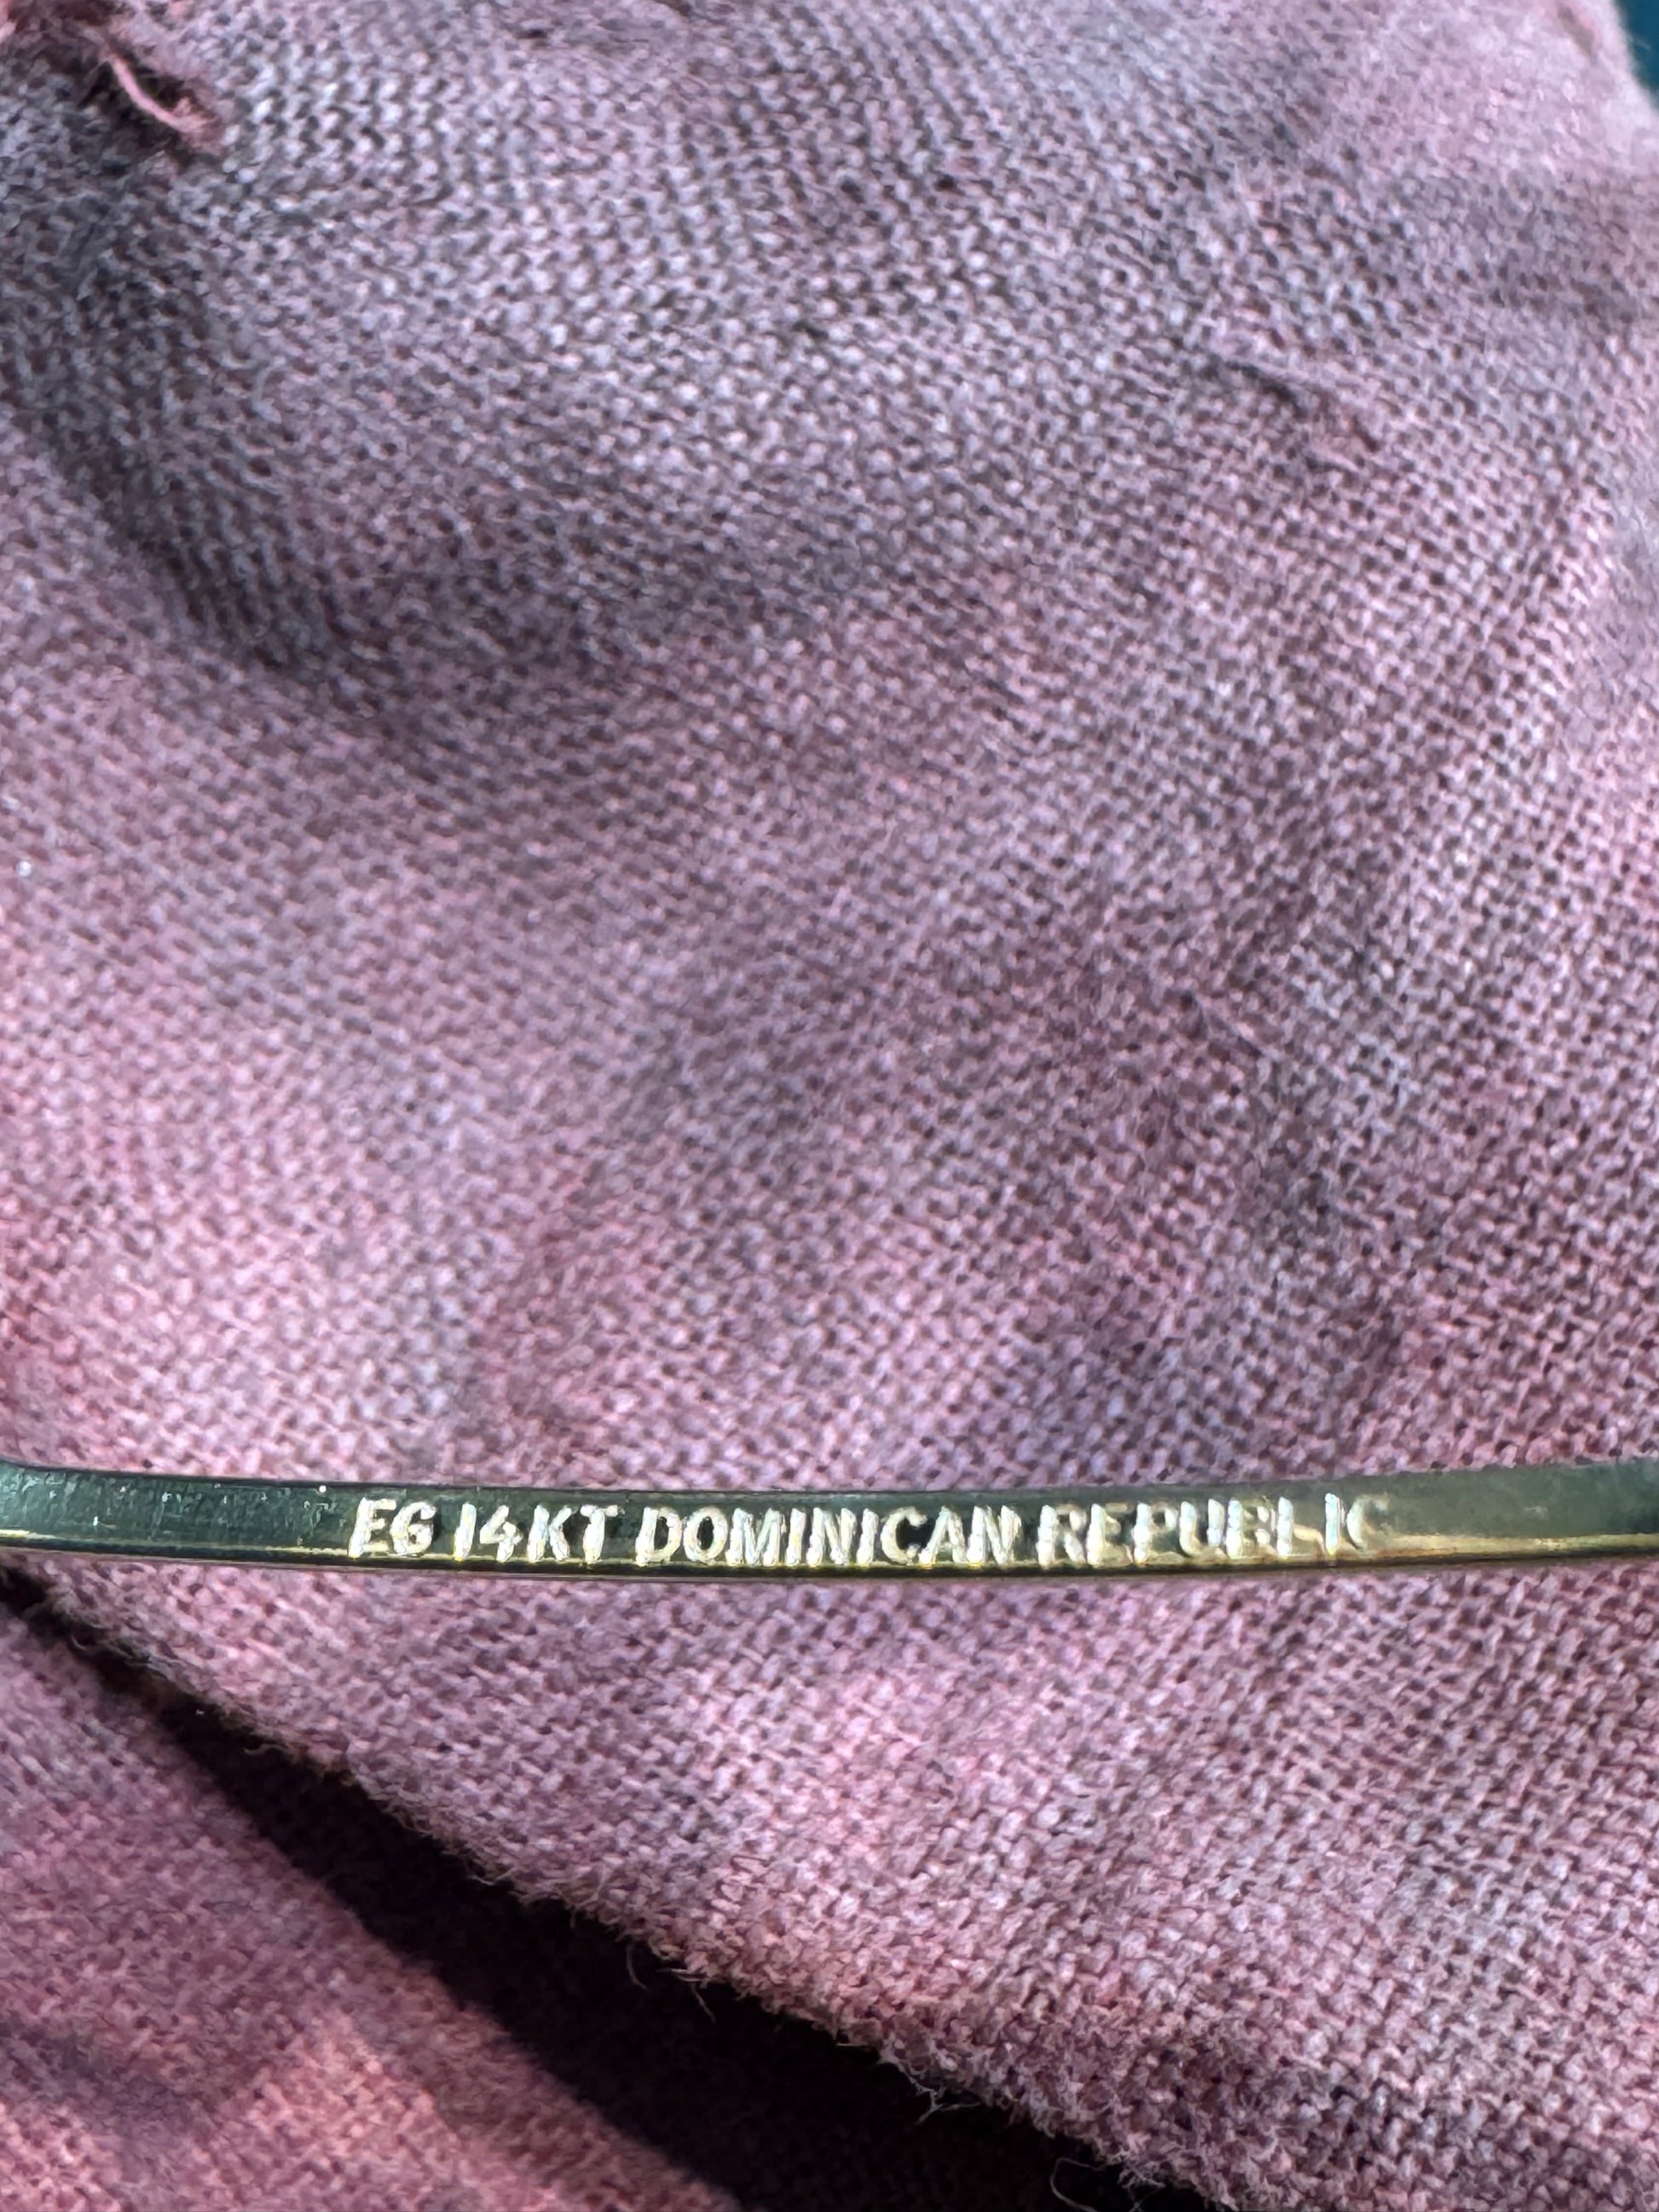 EG 14KT DOMINICAN REPUBLIC